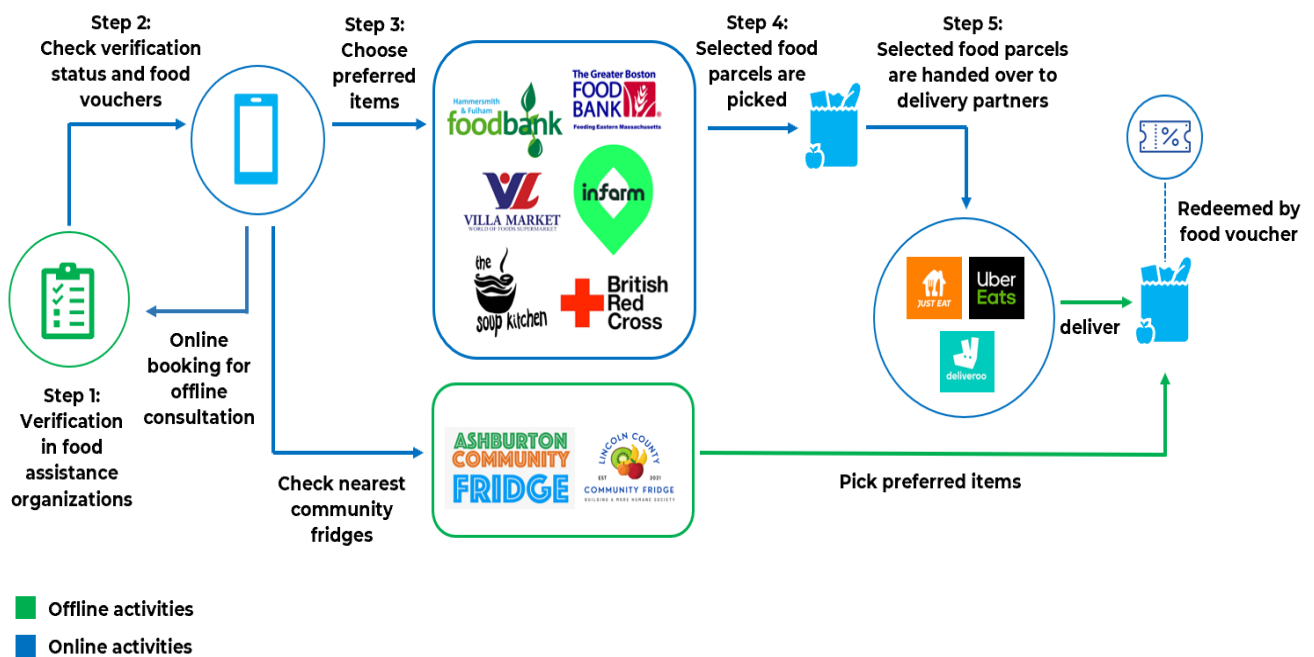 Step 2:
Check verification
status and food
vouchers
Step 3:
Choose
preferred
items
Step 4:
Selected food
parcels are
picked
Step 5:
Selected food parcels
are handed over to
delivery partners
Hammersmith
& Fulham
foodbank
The Greater Boston
FOOD
BANK
Feeding Eastern Massachusetts
VILLA MARKET
WORLD OF FOODS SUPERMARKET
infarm
the
soup kitchen
British
Red
Cross
%
Redeemed by
food voucher
JUST EAT
Uber
Eats
deliveroo
deliver
Online
booking for
offline
consultation
Step 1:
Verification
in food
assistance
organizations
Check nearest
community
fridges
ASHBURTON
COMMUNITY
FRIDGE
LINCOLN COUNTY
EST 2021
COMMUNITY FRIDGE
BUILDING A MORE HUMANE SOCIETY
Pick preferred items
Offline activities
Online activities